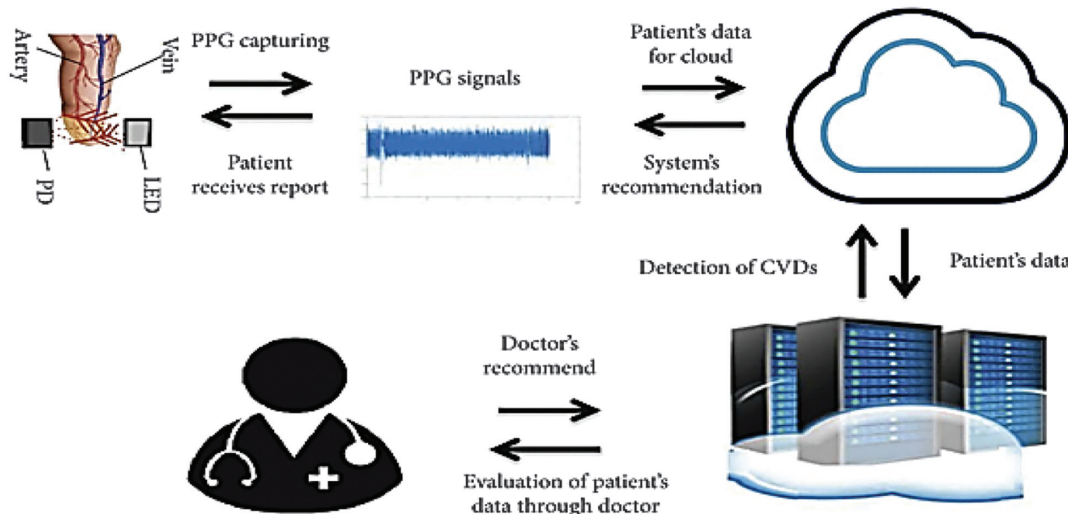 Artery
Vein
PD
LED
PPG capturing
Patient
receives report
PPG signals
Patient's data
for cloud
System's
recommendation
Detection of CVDs
Patient's data
Doctor's
recommend
Evaluation of patient's
data through doctor